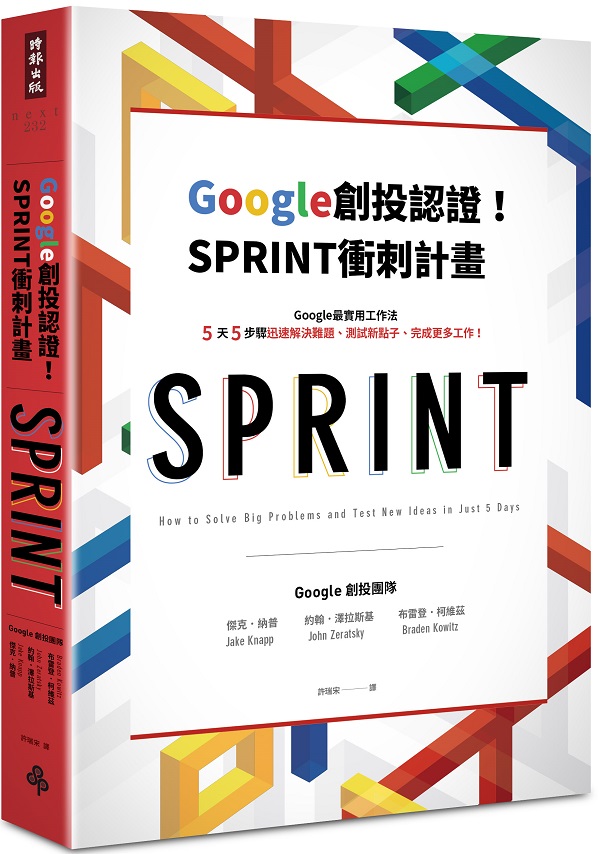 時報出版
next
232
Google創投認證！
SPRINT衝刺計畫
SPRINT
Google 創投團隊
布雷登・柯維茲
Braden Kowitz
約翰・澤拉斯基
John Zeratsky
傑克・納普
Jake Knapp
許瑞宋 譯
Google創投認證！
SPRINT衝刺計畫
Google最實用工作法
5 天 5 步驟迅速解決難題、測試新點子、完成更多工作！
SPRINT
How to Solve Big Problems and Test New Ideas in Just 5 Days
Google 創投團隊
傑克・納普 約翰・澤拉斯基 布雷登・柯維茲
Jake Knapp John Zeratsky Braden Kowitz
許瑞宋——譯